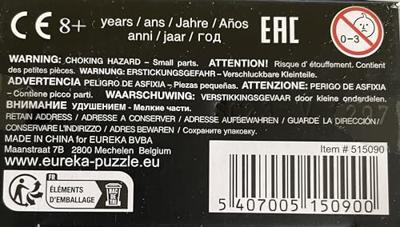 CE 8+ years / ans / Jahre / Años
anni / jaar / год
EAC
0-3
WARNING: CHOKING HAZARD - Small parts. ATTENTION! Risque d' étouffement. Contient
des petites pièces. WARNUNG: ERSTICKUNGSGEFAHR - Verschluckbare Kleinteile.
ADVERTENCIA PELIGRO DE ASFIXIA - Piezas pequeñas. ATTENZIONE: PERIGO DE ASFIXIA
- Contiene picco parti. WAARSCHUWING: VERSTIKKINGSGEVAAR door kleine onderdelen.
ВНИМАНИЕ УДУШЕНИЕМ - Мелкие части.
RETAIN ADDRESS / ADRESSE À CONSERVER / ADRES BEWAREN / GUARDE LA DIRECCIÓN/
CONSERVARE L'INDIRIZZO / ADRES BEWAREN / СОХРАНИТЬ АДРЕС
MADE IN CHINA for EUREKA BVBA
Maanstraat 7B 2800 Mechelen Belgium
www.eureka-puzzle.eu
Item # 515090
FR
ÉLÉMENTS
D'EMBALLAGE
5 407005 150900